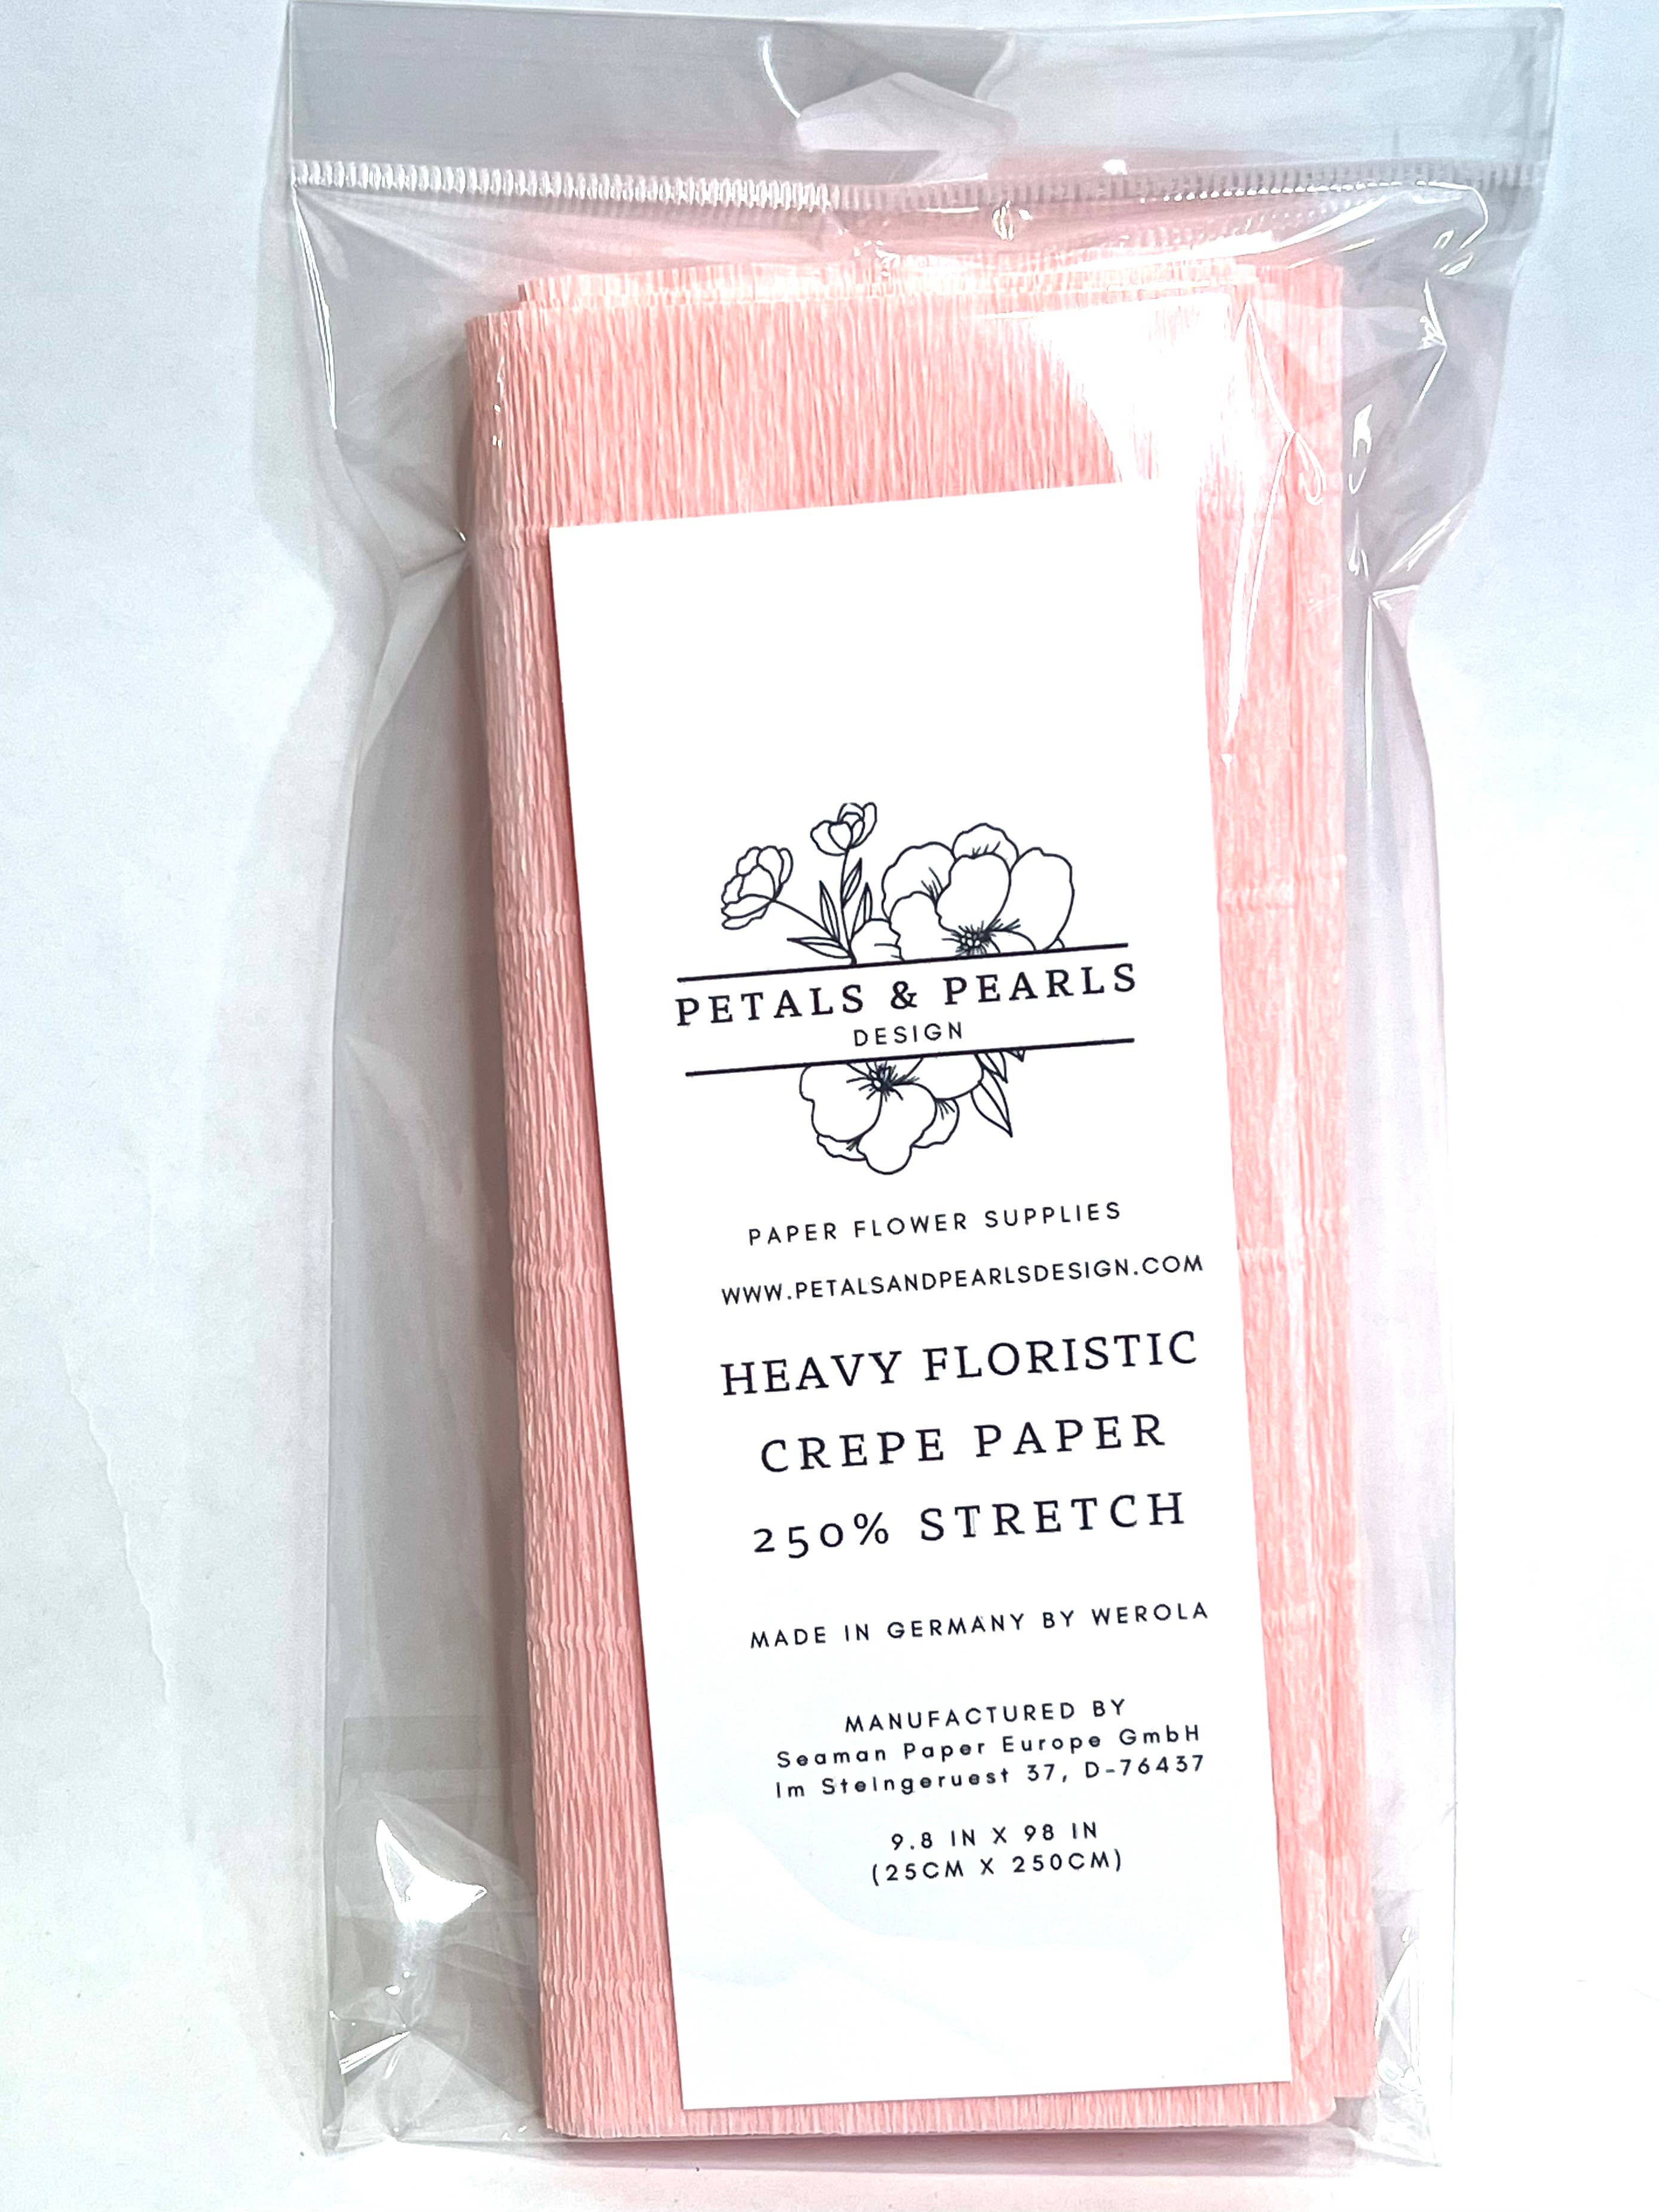 PETALS & PEARLS
DESIGN
PAPER FLOWER SUPPLIES
WWW.PETALSANDPEARLSDESIGN.COM
HEAVY FLORISTIC
CREPE PAPER
250% STRETCH
MADE IN GERMANY BY WEROLA
MANUFACTURED BY
Seaman Paper Europe GmbH
Im Steingeruest 37, D-76437
9.8 IN X 98 IN
(25CM X 250CM)